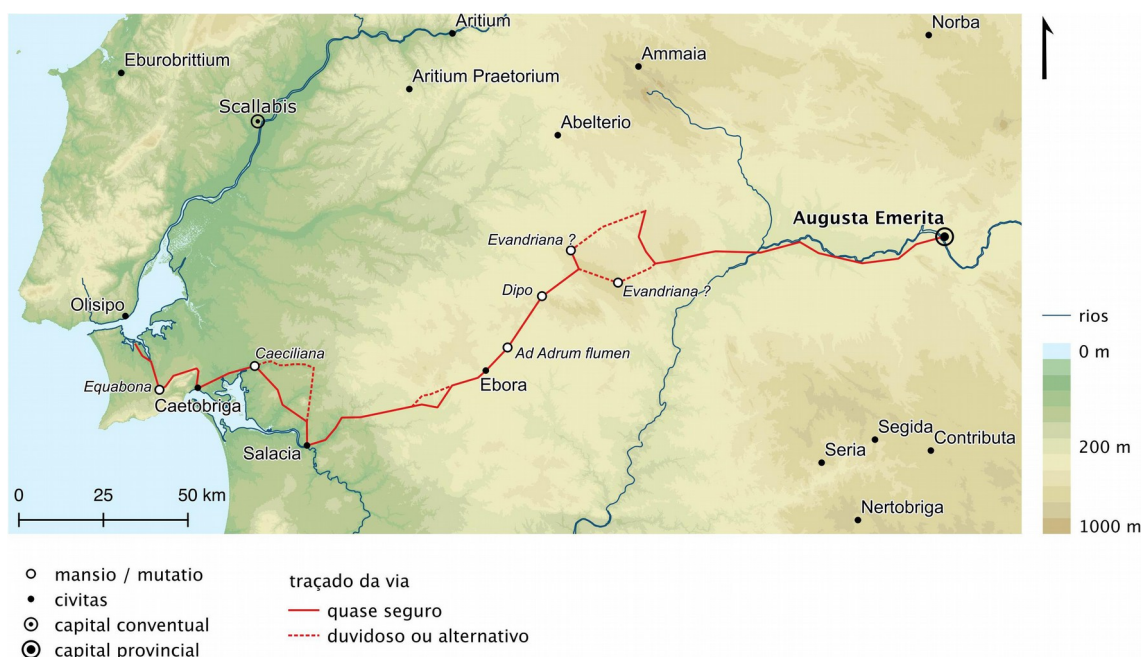 Aritium
Norba
Eburobrittium
Ammaia
Aritium Praetorium
Scallabis
Abelterio
Augusta Emerita
Evandriana ?
Dipo
Evandriana ?
Olisipo
rios
0 m
Caeciliana
Ad Adrum flumen
Equabona
Ebora
Caetobriga
Segida
Contributa
200 m
Salacia
Seria
0 25 50 km
Nertobriga
1000 m
mansio / mutatio
civitas
capital conventual
capital provincial
traçado da via
quase seguro
duvidoso ou alternativo